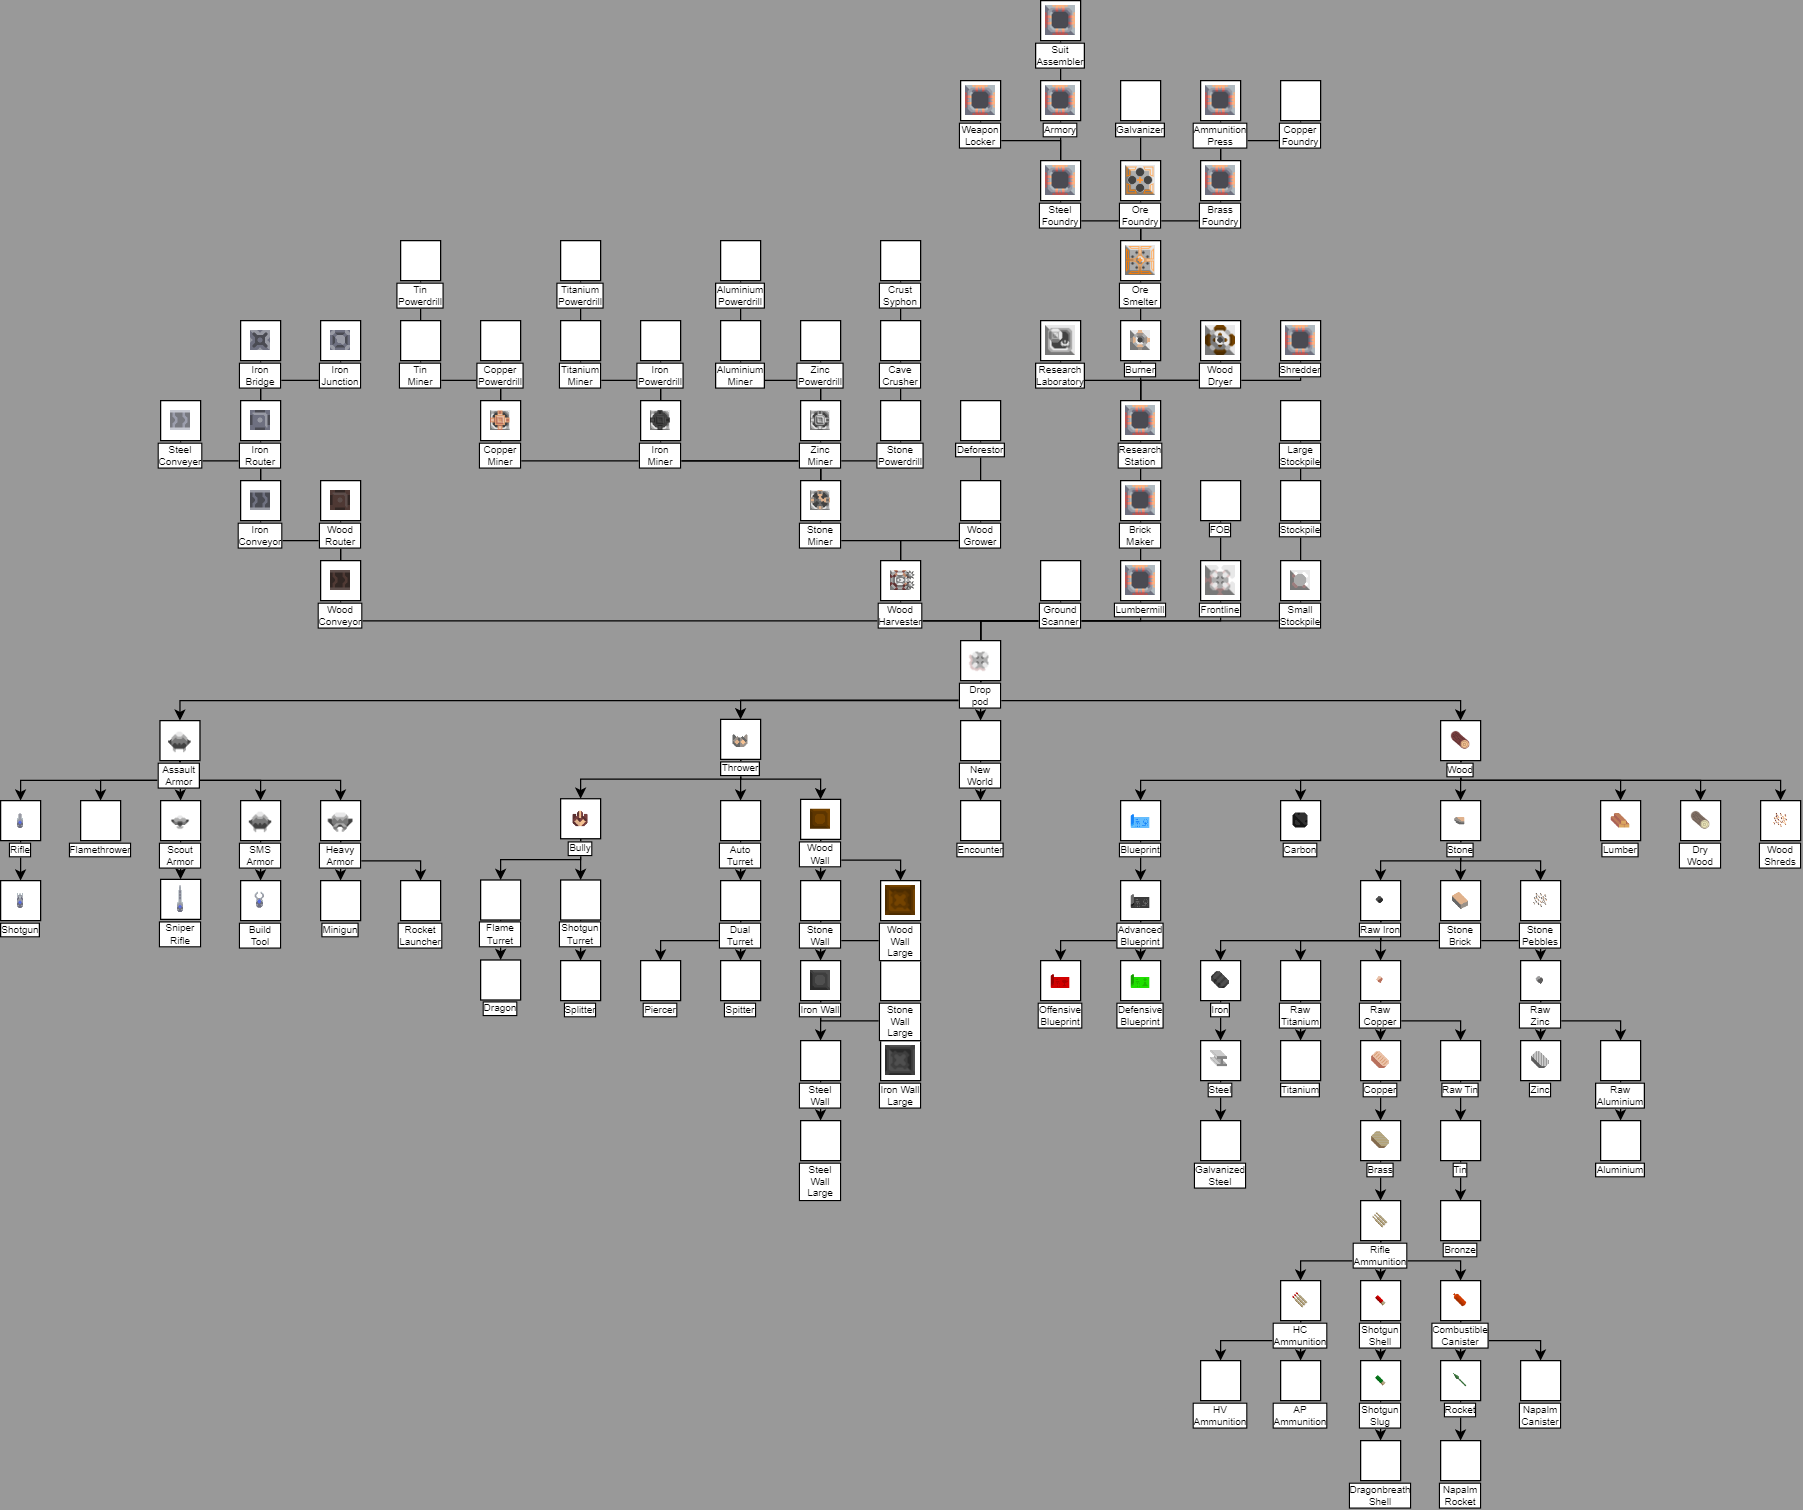 Suit
Assembler
Weapon
Locker
Armory
Galvanizer
Ammunition
Press
Copper
Foundry
Steel
Foundry
Ore
Foundry
Brass
Foundry
Tin
Powerdrill
Titanium
Powerdrill
Aluminium
Powerdrill
Crust
Syphon
Ore
Smelter
Iron
Bridge
Iron
Junction
Tin
Miner
Copper
Powerdrill
Titanium
Miner
Iron
Powerdrill
Aluminium
Miner
Zinc
Powerdrill
Cave
Crusher
Research
Laboratory
Burner
Wood
Dryer
Shredder
Steel
Conveyer
Iron
Router
Copper
Miner
Iron
Miner
Zinc
Miner
Stone
Powerdrill
Deforestor
Research
Station
Large
Stockpile
Iron
Conveyor
Wood
Router
Stone
Miner
Wood
Grower
Brick
Maker
FOB
Stockpile
Wood
Conveyor
Wood
Harvester
Ground
Scanner
Lumbermill
Frontline
Small
Stockpile
Drop
pod
Assault
Armor
Thrower
New
World
Wood
Rifle
Flamethrower
Scout
Armor
SMS
Armor
Heavy
Armor
Bully
Auto
Turret
Wood
Wall
Encounter
Blueprint
Carbon
Stone
Lumber
Dry
Wood
Wood
Shreds
Shotgun
Sniper
Rifle
Build
Tool
Minigun
Rocket
Launcher
Flame
Turret
Shotgun
Turret
Dual
Turret
Stone
Wall
Wood
Wall
Large
Advanced
Blueprint
Raw Iron
Stone
Brick
Stone
Pebbles
Dragon
Splitter
Piercer
Spitter
Iron Wall
Stone
Wall
Large
Offensive
Blueprint
Defensive
Blueprint
Iron
Raw
Titanium
Raw
Copper
Raw
Zinc
Steel
Wall
Iron Wall
Large
Steel
Titanium
Copper
Raw Tin
Zinc
Raw
Aluminium
Steel
Wall
Large
Galvanized
Steel
Brass
Tin
Aluminium
Rifle
Ammunition
Bronze
HC
Ammunition
Shotgun
Shell
Combustible
Canister
HV
Ammunition
AP
Ammunition
Shotgun
Slug
Rocket
Napalm
Canister
Dragonbreath
Shell
Napalm
Rocket